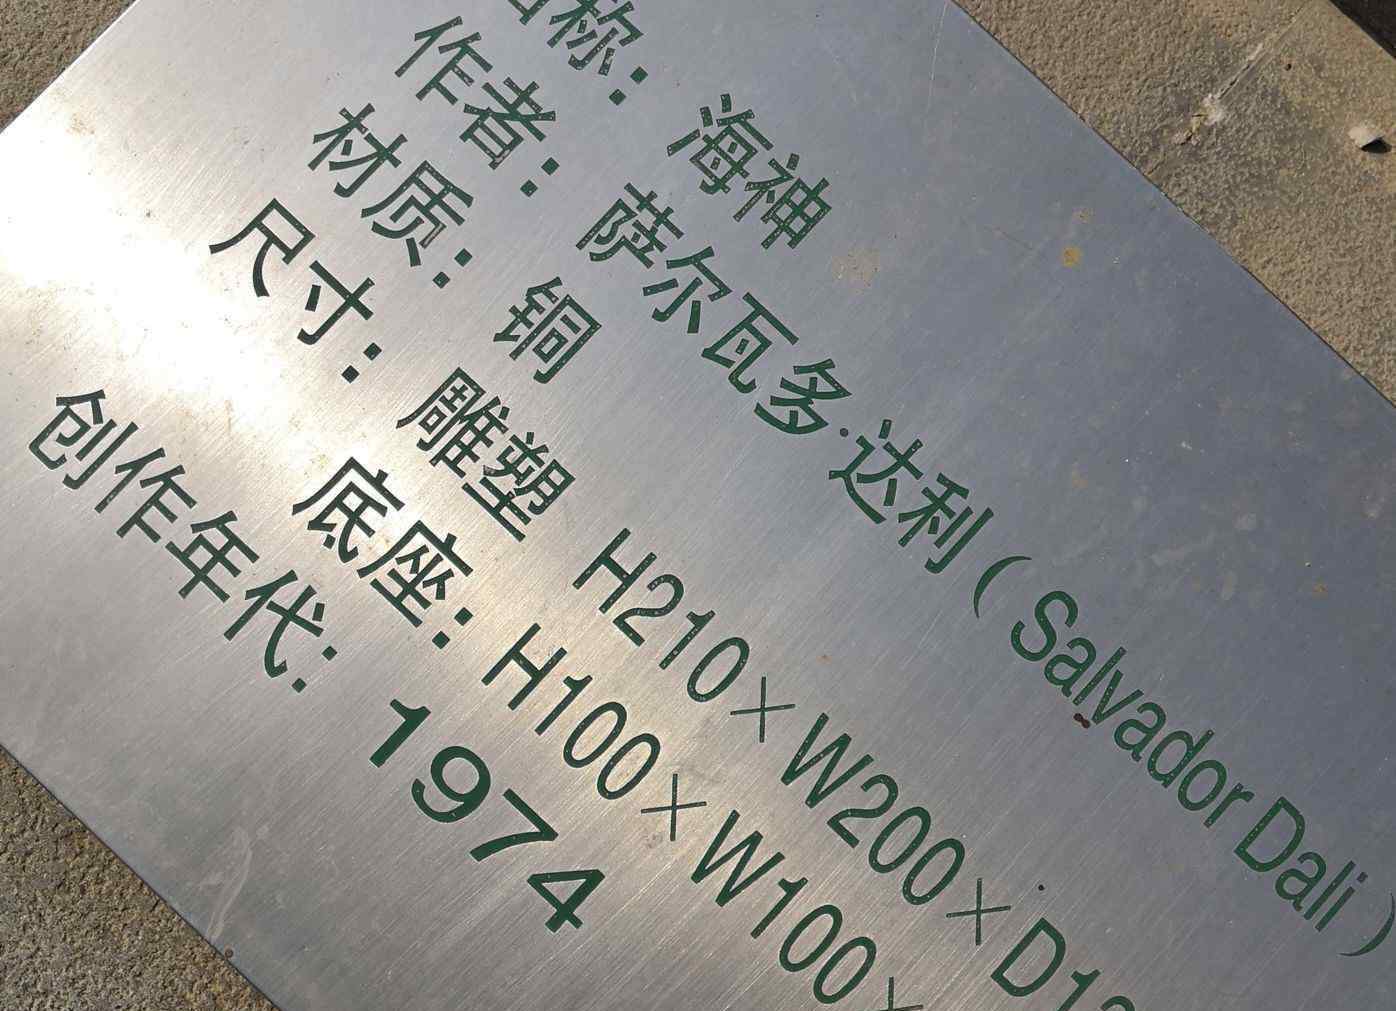 名称：海神
作者：萨尔瓦多·达利（Salvador Dali）
材质：铜
尺寸：雕塑 H210×W200×D1
底座：H100×W100×
创作年代：1974